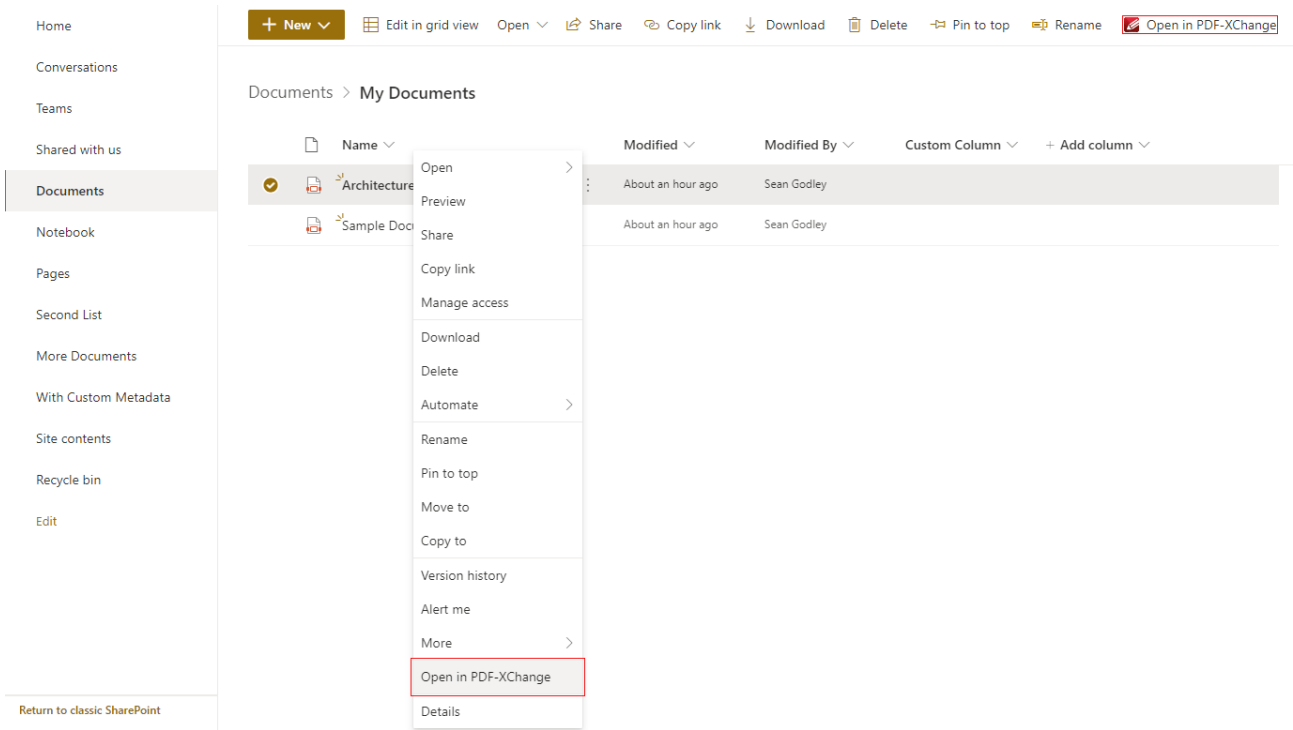 Home
Conversations
Teams
Shared with us
Documents
Notebook
Pages
Second List
More Documents
With Custom Metadata
Site contents
Recycle bin
Edit
Return to classic SharePoint
New Edit in grid view Open Share Copy link Download Delete Pin to top Rename Open in PDF-XChange
Documents > My Documents
Name Modified Modified By Custom Column + Add column
Architecture About an hour ago Sean Godley
Sample Doc About an hour ago Sean Godley
Open
Preview
Share
Copy link
Manage access
Download
Delete
Automate
Rename
Pin to top
Move to
Copy to
Version history
Alert me
More
Open in PDF-XChange
Details